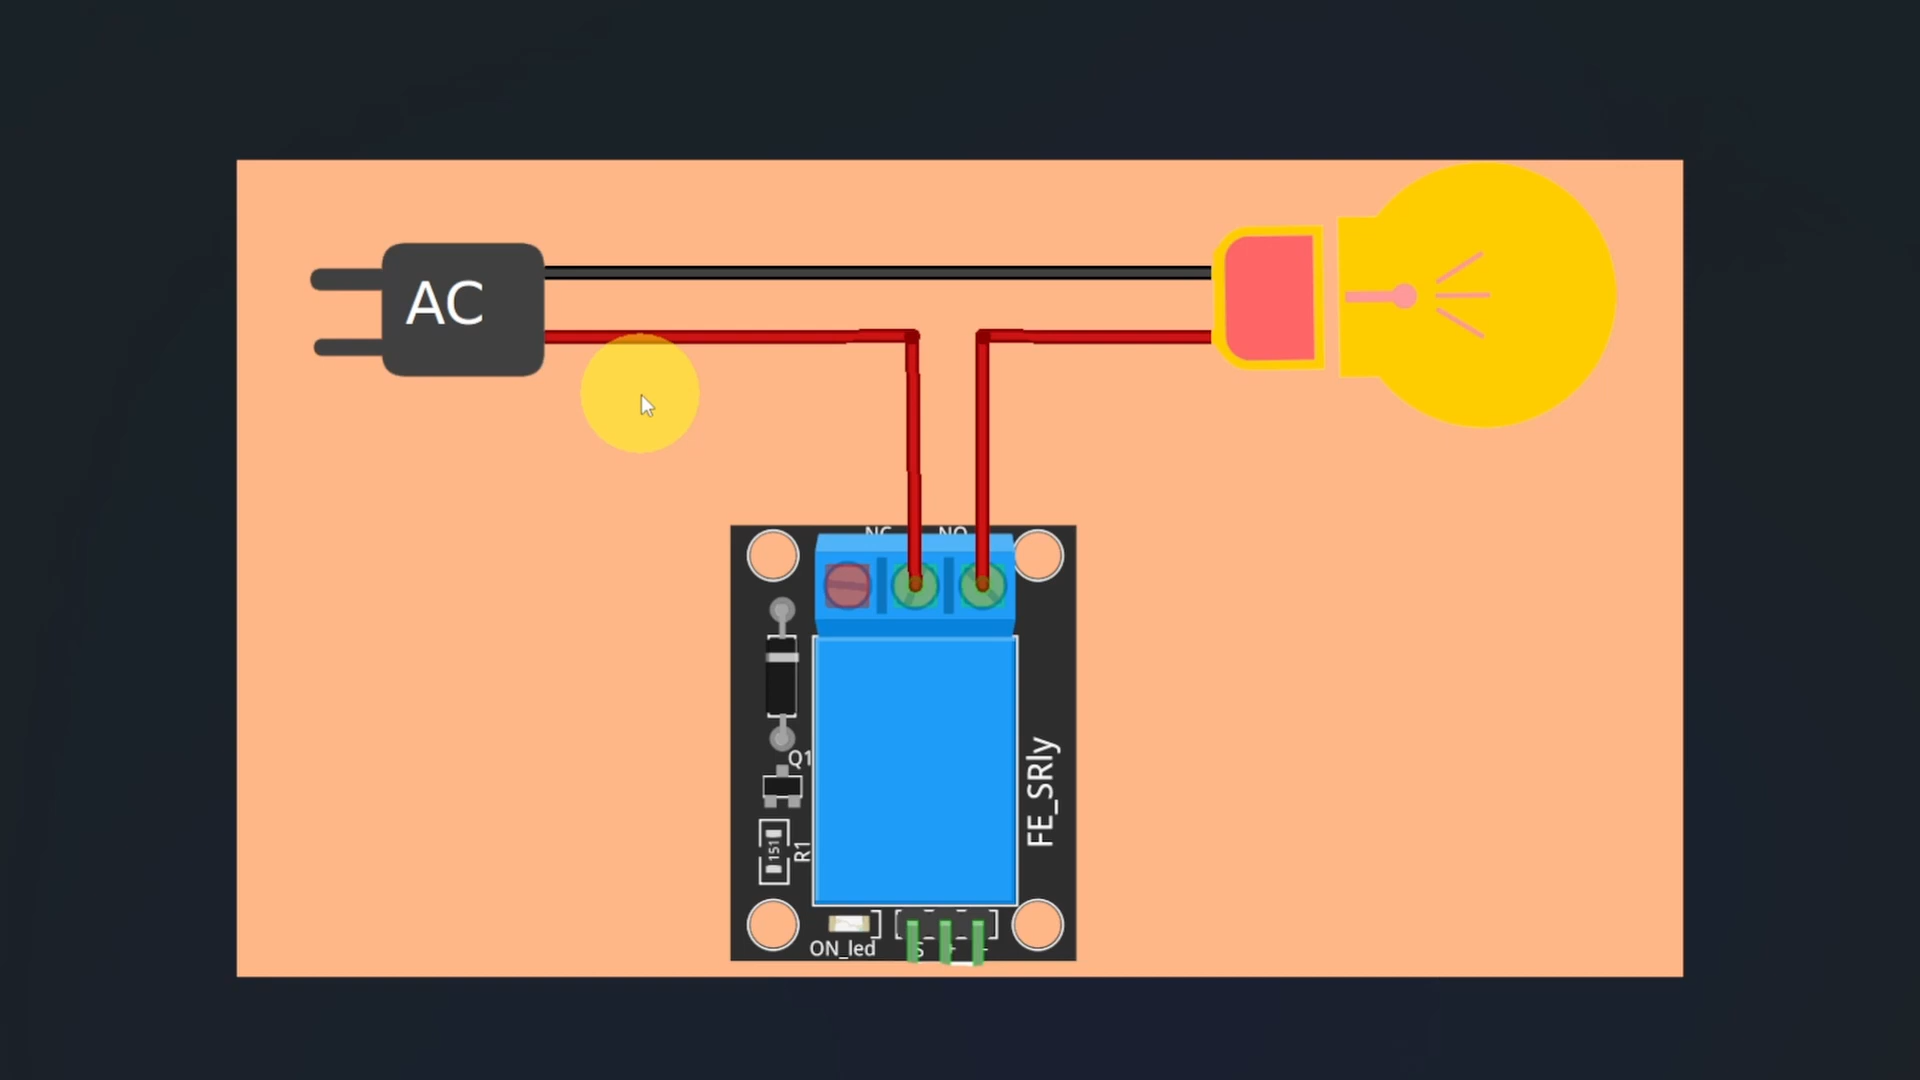 AC
NC NO
Q1
FE_SRly
151
R1
ON_led
S + -